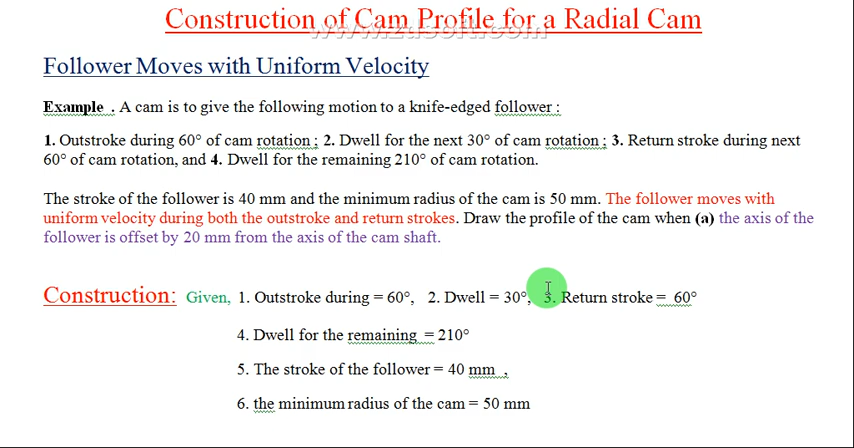 Construction of Cam Profile for a Radial Cam
www.zdsoft.com
Follower Moves with Uniform Velocity
Example . A cam is to give the following motion to a knife-edged follower :
1. Outstroke during 60° of cam rotation ; 2. Dwell for the next 30° of cam rotation ; 3. Return stroke during next
60° of cam rotation, and 4. Dwell for the remaining 210° of cam rotation.
The stroke of the follower is 40 mm and the minimum radius of the cam is 50 mm. The follower moves with
uniform velocity during both the outstroke and return strokes. Draw the profile of the cam when (a) the axis of the
follower is offset by 20 mm from the axis of the cam shaft.
Construction: Given, 1. Outstroke during = 60°, 2. Dwell = 30°, 3. Return stroke = 60°
4. Dwell for the remaining = 210°
5. The stroke of the follower = 40 mm ,
6. the minimum radius of the cam = 50 mm